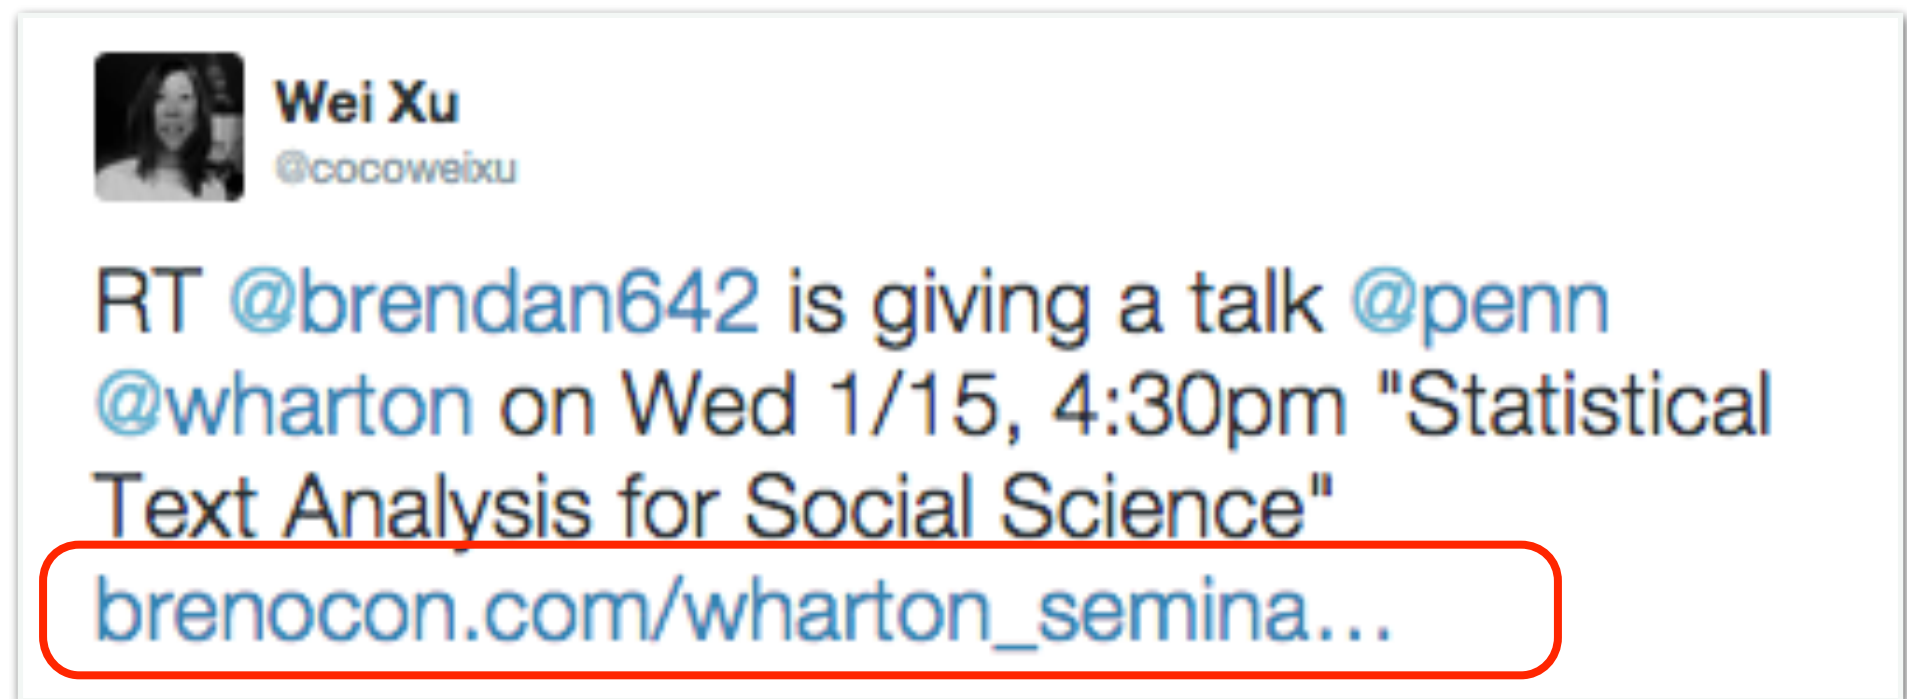 Wei Xu
@cocoweixu
RT @brendan642 is giving a talk @penn
@wharton on Wed 1/15, 4:30pm "Statistical
Text Analysis for Social Science"
brenocon.com/wharton_semina...